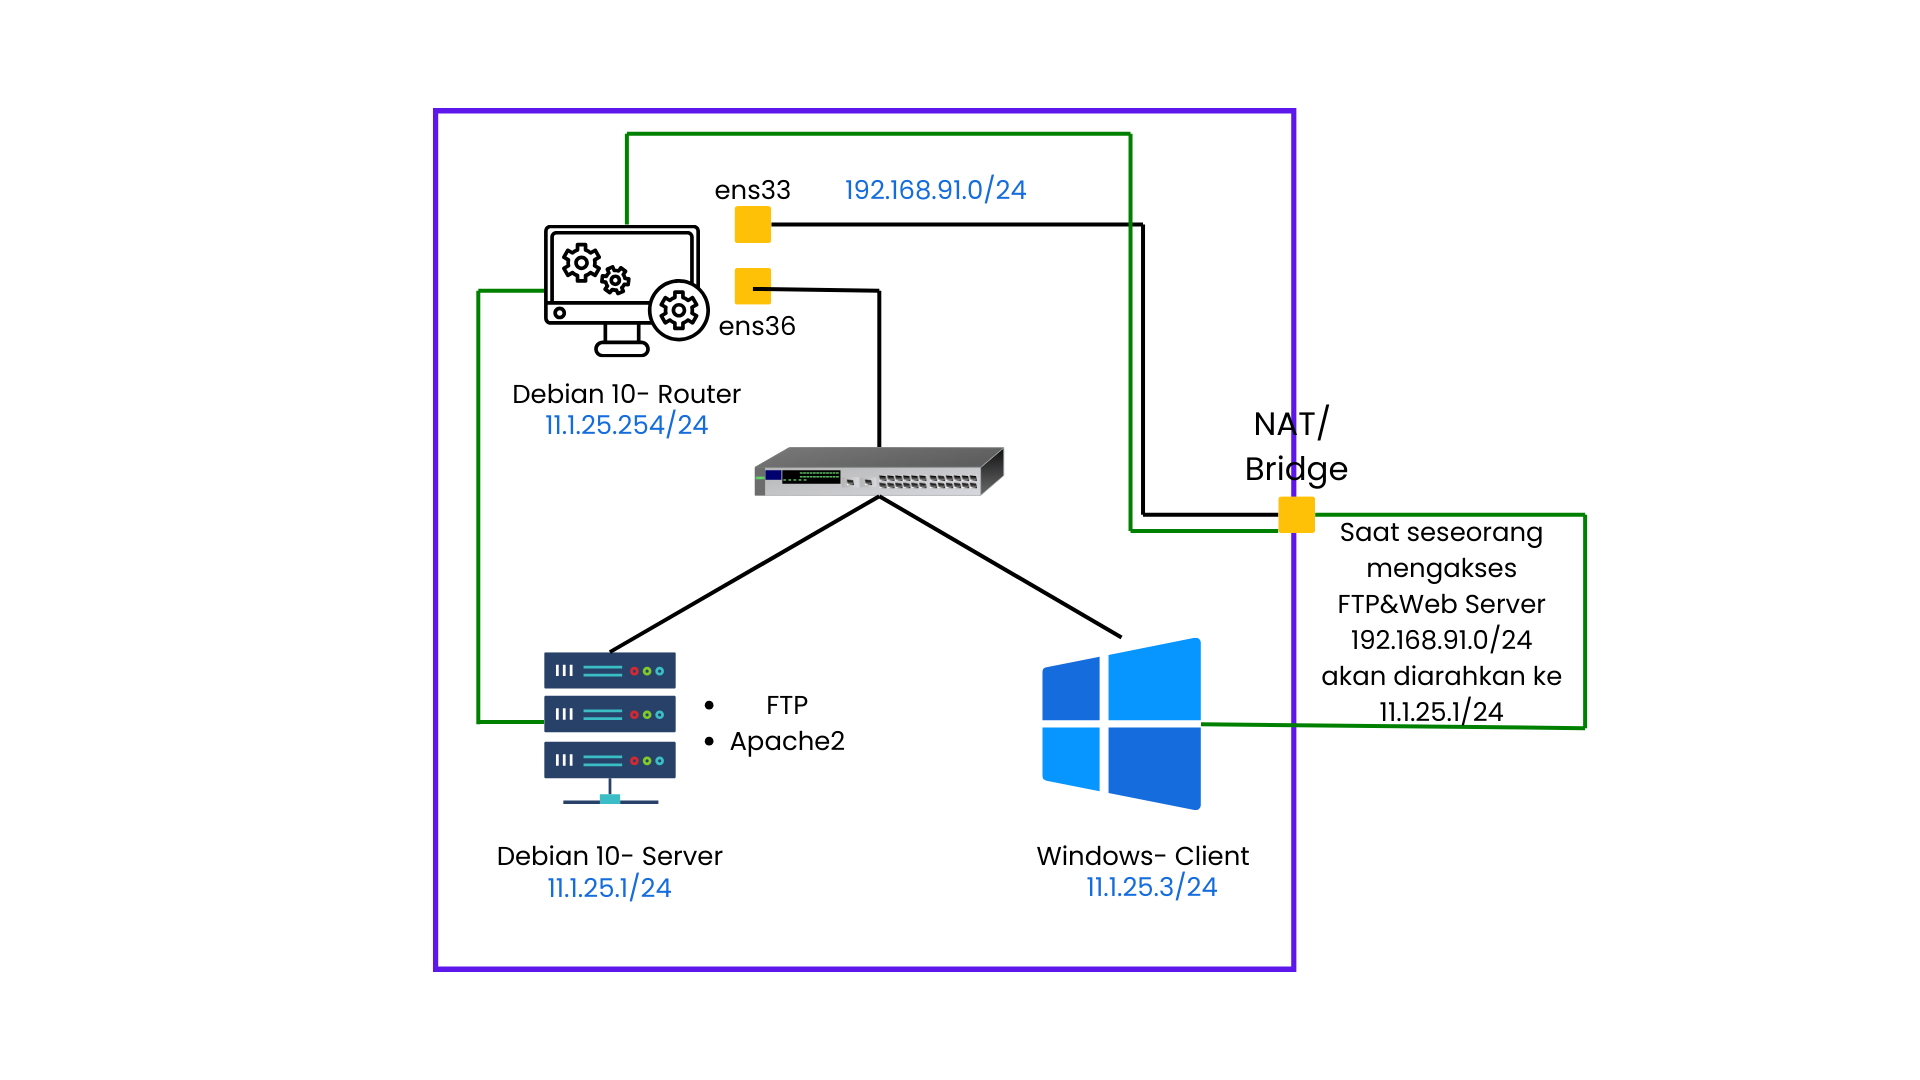 ens33
192.168.91.0/24
ens36
Debian 10- Router
11.1.25.254/24
NAT/
Bridge
Saat seseorang
mengakses
FTP&Web Server
192.168.91.0/24
akan diarahkan ke
11.1.25.1/24
• FTP
• Apache2
Debian 10- Server
11.1.25.1/24
Windows- Client
11.1.25.3/24